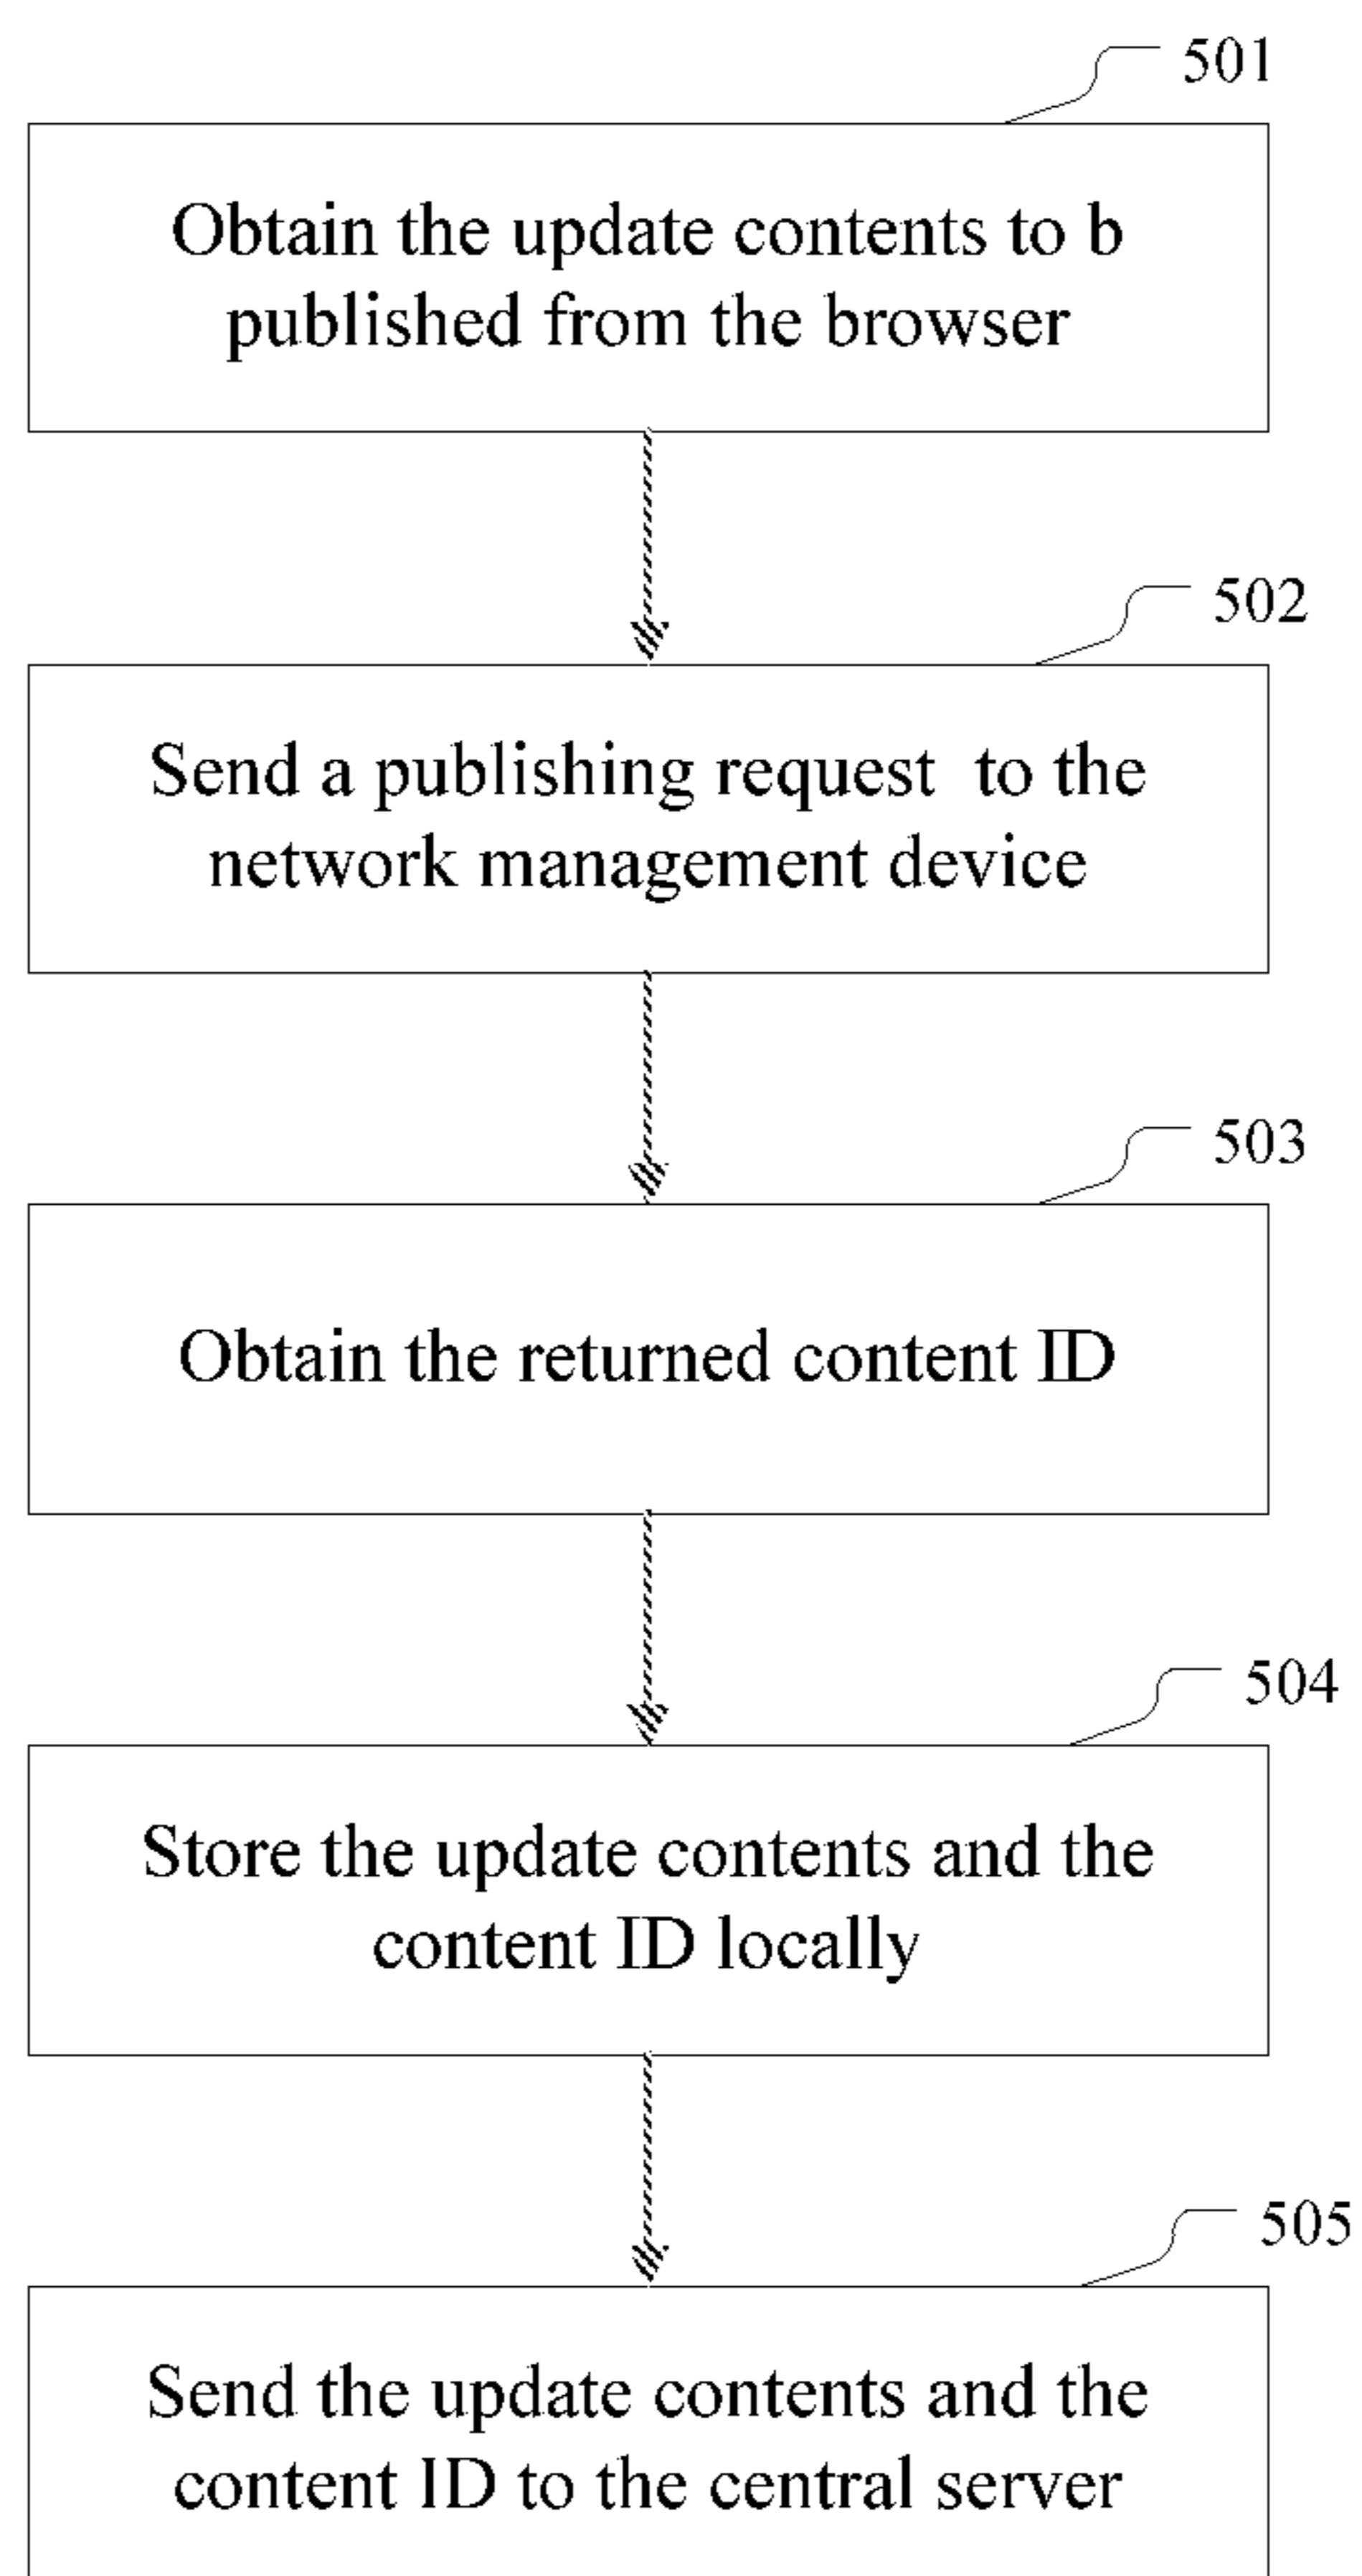 501
Obtain the update contents to b
published from the browser
502
Send a publishing request to the
network management device
503
Obtain the returned content ID
504
Store the update contents and the
content ID locally
505
Send the update contents and the
content ID to the central server